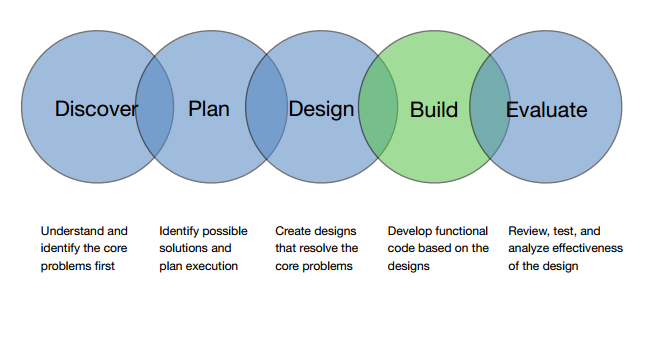 Discover Plan Design Build Evaluate
Understand and
identify the core
problems first
Identify possible
solutions and
plan execution
Create designs
that resolve the
core problems
Develop functional
code based on the
designs
Review, test, and
analyze effectiveness
of the design